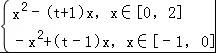 x²-(t+1)x, x∈[0, 2]
-x²+(t-1)x, x∈[-1, 0]